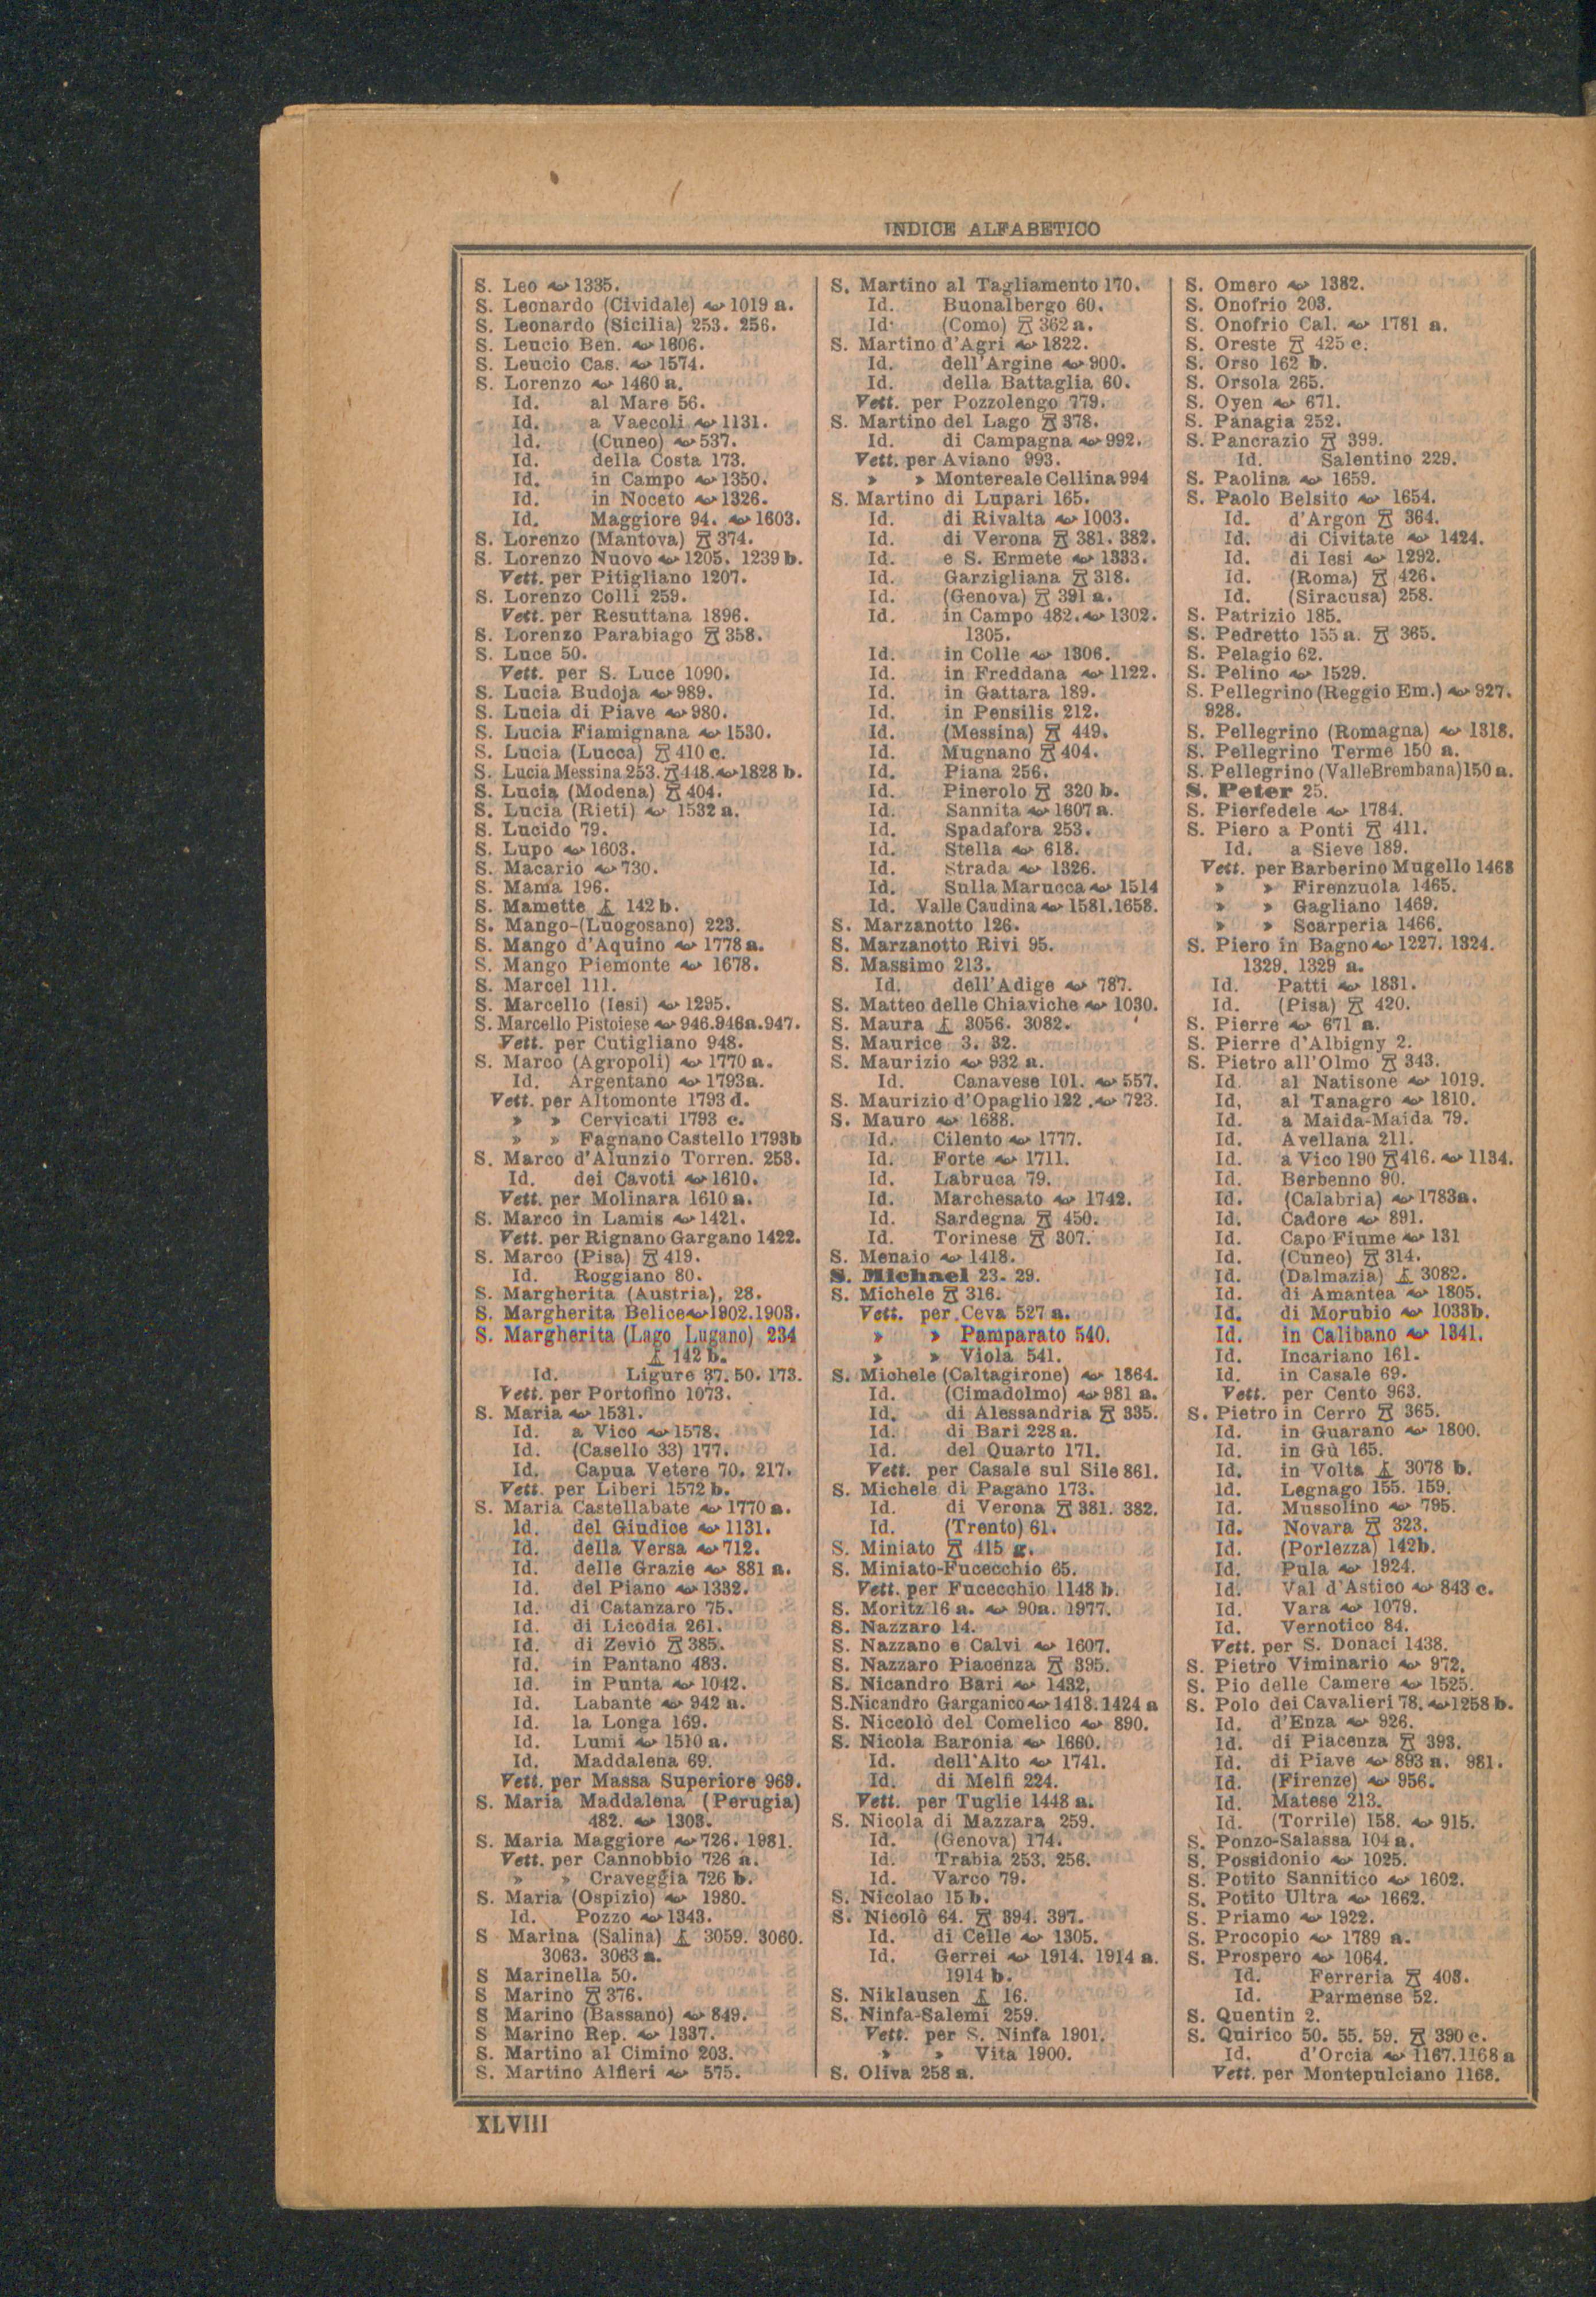 INDICE ALFABETICO
S. Leo 1335.
S. Leonardo (Cividale) 1019 a.
S. Leonardo (Sicilia) 253. 256.
S. Leucio Ben. 1606.
S. Leucio Cas. 1574.
S. Lorenzo 1460 a.
Id. al Mare 56.
Id. a Vaecoli 1131.
Id. (Cuneo) 537.
Id. della Costa 173.
Id. in Campo 1350.
Id. in Noceto 1326.
Id. Maggiore 94. 1603.
S. Lorenzo (Mantova) 374.
S. Lorenzo Nuovo 1205. 1239 b.
Vett. per Pitigliano 1207.
S. Lorenzo Colli 259.
Vett. per Resuttana 1896.
S. Lorenzo Parabiago 358.
S. Luce 50.
Vett. per S. Luce 1090.
S. Lucia Budoja 989.
S. Lucia di Piave 980.
S. Lucia Fiamignana 1530.
S. Lucia (Lucca) 410 c.
S. Lucia Messina 253. 448. 1828 b.
S. Lucia (Modena) 404.
S. Lucia (Rieti) 1532 a.
S. Lucido 79.
S. Lupo 1603.
S. Macario 730.
S. Mama 196.
S. Mamette 142 b.
S. Mango-(Luogosano) 223.
S. Mango d'Aquino 1778 a.
S. Mango Piemonte 1678.
S. Marcel 111.
S. Marcello (Iesi) 1295.
S. Marcello Pistoiese 946.946a.947.
Vett. per Cutigliano 948.
S. Marco (Agropoli) 1770 a.
Id. Argentano 1793a.
Vett. per Altomonte 1793 d.
» » Cervicati 1793 c.
» » Fagnano Castello 1793b
S. Marco d'Alunzio Torren. 253.
Id. dei Cavoti 1610.
Vett. per Molinara 1610 a.
S. Marco in Lamis 1421.
Vett. per Rignano Gargano 1422.
S. Marco (Pisa) 419.
Id. Roggiano 80.
S. Margherita (Austria), 28.
S. Margherita Belice 1902.1903.
S. Margherita (Lago Lugano) 234
142 b.
Id. Ligure 37. 50. 173.
Vett. per Portofino 1073.
S. Maria 1531.
Id. a Vico 1578.
Id. (Casello 33) 177.
Id. Capua Vetere 70. 217.
Vett. per Liberi 1572 b.
S. Maria Castellabate 1770 a.
Id. del Giudice 1131.
Id. della Versa 712.
Id. delle Grazie 881 a.
Id. del Piano 1332.
Id. di Catanzaro 75.
Id. di Licodia 261.
Id. di Zevio 385.
Id. in Pantano 483.
Id. in Punta 1042.
Id. Labante 942 a.
Id. la Longa 169.
Id. Lumi 1510 a.
Id. Maddalena 69.
Vett. per Massa Superiore 969.
S. Maria Maddalena (Perugia)
482. 1303.
S. Maria Maggiore 726. 1981.
Vett. per Cannobbio 726 a.
» » Craveggia 726 b.
S. Maria (Ospizio) 1980.
Id. Pozzo 1343.
S Marina (Salina) 3059. 3060.
3063. 3063 a.
S Marinella 50.
S Marino 376.
S Marino (Bassano) 849.
S Marino Rep. 1337.
S. Martino al Cimino 203.
S. Martino Alfieri 575.
S. Martino al Tagliamento 170.
Id. Buonalbergo 60.
Id. (Como) 362 a.
S. Martino d'Agri 1822.
Id. dell'Argine 900.
Id. della Battaglia 60.
Vett. per Pozzolengo 779.
S. Martino del Lago 378.
Id. di Campagna 992.
Vett. per Aviano 993.
» » Montereale Cellina 994
S. Martino di Lupari 165.
Id. di Rivalta 1003.
Id. di Verona 381. 382.
Id. e S. Ermete 1333.
Id. Garzigliana 318.
Id. (Genova) 391 a.
Id. in Campo 482. 1302.
1305.
Id. in Colle 1306.
Id. in Freddana 1122.
Id. in Gattara 189.
Id. in Pensilis 212.
Id. (Messina) 449.
Id. Mugnano 404.
Id. Piana 256.
Id. Pinerolo 320 b.
Id. Sannita 1607 a.
Id. Spadafora 253.
Id. Stella 618.
Id. Strada 1326.
Id. Sulla Marucca 1514
Id. Valle Caudina 1581.1658.
S. Marzanotto 126.
S. Marzanotto Rivi 95.
S. Massimo 213.
Id. dell'Adige 787.
S. Matteo delle Chiaviche 1030.
S. Maura 3056. 3082.
S. Maurice 3. 32.
S. Maurizio 932 a.
Id. Canavese 101. 557.
S. Maurizio d'Opaglio 122. 723.
S. Mauro 1688.
Id. Cilento 1777.
Id. Forte 1711.
Id. Labruca 79.
Id. Marchesato 1742.
Id. Sardegna 450.
Id. Torinese 307.
S. Menaio 1418.
S. Michael 23. 29.
S. Michele 316.
Vett. per Ceva 527 a.
» » Pamparato 540.
» » Viola 541.
S. Michele (Caltagirone) 1864.
Id. (Cimadolmo) 981 a.
Id. di Alessandria 335.
Id. di Bari 228 a.
Id. del Quarto 171.
Vett. per Casale sul Sile 861.
S. Michele di Pagano 173.
Id. di Verona 381. 382.
Id. (Trento) 61.
S. Miniato 415 g.
S. Miniato-Fucecchio 65.
Vett. per Fucecchio 1148 b.
S. Moritz 16 a. 90a. 1977.
S. Nazzaro 14.
S. Nazzano e Calvi 1607.
S. Nazzaro Piacenza 395.
S. Nicandro Bari 1432.
S.Nicandro Garganico 1418.1424 a
S. Niccolò del Comelico 890.
S. Nicola Baronia 1660.
Id. dell'Alto 1741.
Id. di Melfi 224.
Vett. per Tuglie 1448 a.
S. Nicola di Mazzara 259.
Id. (Genova) 174.
Id. Trabia 253. 256.
Id. Varco 79.
S. Nicolao 15 b.
S. Nicolò 64. 394. 397.
Id. di Celle 1305.
Id. Gerrei 1914. 1914 a.
1914 b.
S. Niklausen 16.
S. Ninfa-Salemi 259.
Vett. per S. Ninfa 1901.
» » Vita 1900.
S. Oliva 258 a.
S. Omero 1382.
S. Onofrio 203.
S. Onofrio Cal. 1781 a.
S. Oreste 425 c.
S. Orso 162 b.
S. Orsola 265.
S. Oyen 671.
S. Panagia 252.
S. Pancrazio 399.
Id. Salentino 229.
S. Paolina 1659.
S. Paolo Belsito 1654.
Id. d'Argon 364.
Id. di Civitate 1424.
Id. di Iesi 1292.
Id. (Roma) 426.
Id. (Siracusa) 258.
S. Patrizio 185.
S. Pedretto 155 a. 365.
S. Pelagio 62.
S. Pelino 1529.
S. Pellegrino (Reggio Em.) 927.
928.
S. Pellegrino (Romagna) 1318.
S. Pellegrino Terme 150 a.
S. Pellegrino (Valle Brembana) 150 a.
S. Peter 25.
S. Pierfedele 1784.
S. Piero a Ponti 411.
Id. a Sieve 189.
Vett. per Barberino Mugello 1468
» » Firenzuola 1465.
» » Gagliano 1469.
» » Scarperia 1466.
S. Piero in Bagno 1227. 1324.
1329. 1329 a.
Id. Patti 1831.
Id. (Pisa) 420.
S. Pierre 671 a.
S. Pierre d'Albigny 2.
S. Pietro all'Olmo 343.
Id. al Natisone 1019.
Id. al Tanagro 1810.
Id. a Maida-Maida 79.
Id. Avellana 211.
Id. a Vico 190 416. 1134.
Id. Berbenno 90.
Id. (Calabria) 1783a.
Id. Cadore 891.
Id. Capo Fiume 131
Id. (Cuneo) 314.
Id. (Dalmazia) 3082.
Id. di Amantea 1805.
Id. di Morubio 1033b.
Id. in Calibano 1341.
Id. Incariano 161.
Id. in Casale 69.
Vett. per Cento 963.
S. Pietro in Cerro 365.
Id. in Guarano 1800.
Id. in Gù 165.
Id. in Volta 3078 b.
Id. Legnago 155. 159.
Id. Mussolino 795.
Id. Novara 323.
Id. (Porlezza) 142b.
Id. Pula 1924.
Id. Val d'Astico 843 c.
Id. Vara 1079.
Id. Vernotico 84.
Vett. per S. Donaci 1438.
S. Pietro Viminario 972.
S. Pio delle Camere 1525.
S. Polo dei Cavalieri 78. 1258 b.
Id. d'Enza 926.
Id. di Piacenza 393.
Id. di Piave 893 a. 981.
Id. (Firenze) 956.
Id. Matese 213.
Id. (Torrile) 158. 915.
S. Ponzo-Salassa 104 a.
S. Possidonio 1025.
S. Potito Sannitico 1602.
S. Potito Ultra 1662.
S. Priamo 1922.
S. Procopio 1789 a.
S. Prospero 1064.
Id. Ferreria 403.
Id. Parmense 52.
S. Quentin 2.
S. Quirico 50. 55. 59. 390 c.
Id. d'Orcia 1167.1168 a
Vett. per Montepulciano 1168.
XLVIII